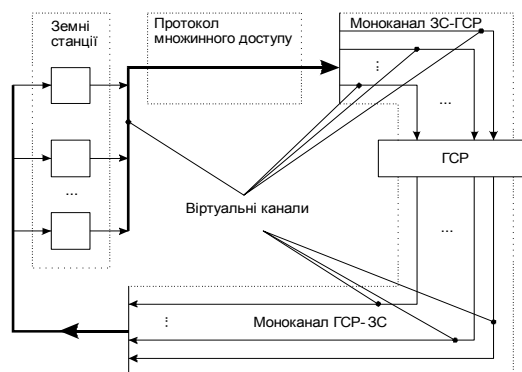 Земні
станції
Протокол
множинного доступу
Моноканал ЗС-ГСР
...
...
ГСР
...
Віртуальні канали
...
...
Моноканал ГСР- ЗС